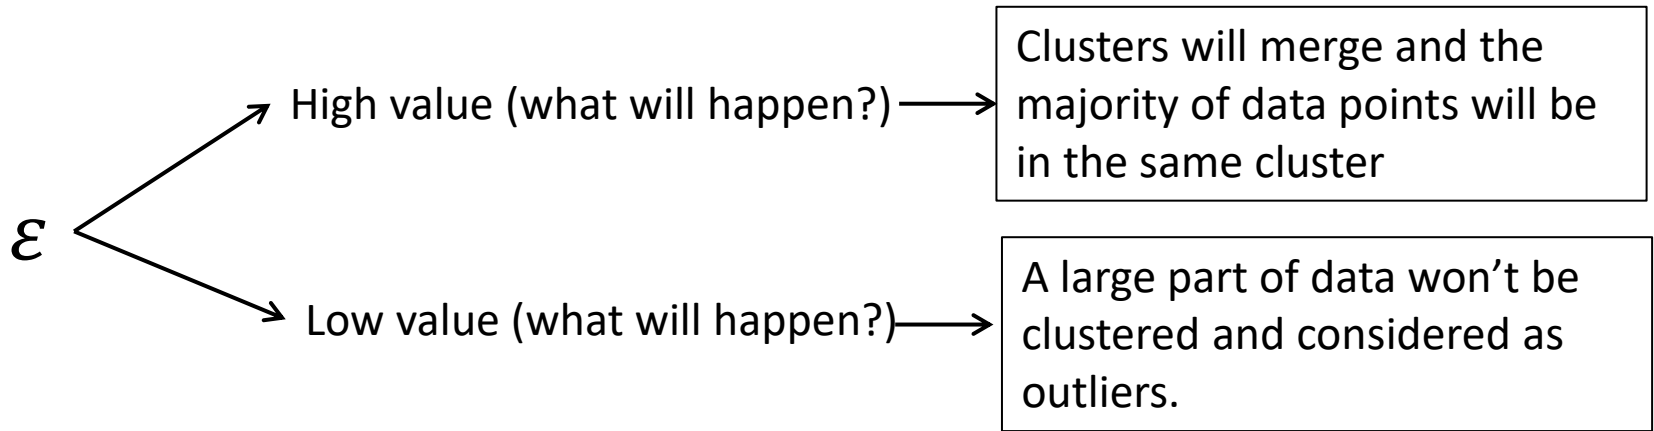 High value (what will happen?)
Clusters will merge and the
majority of data points will be
in the same cluster
ε
Low value (what will happen?)
A large part of data won’t be
clustered and considered as
outliers.